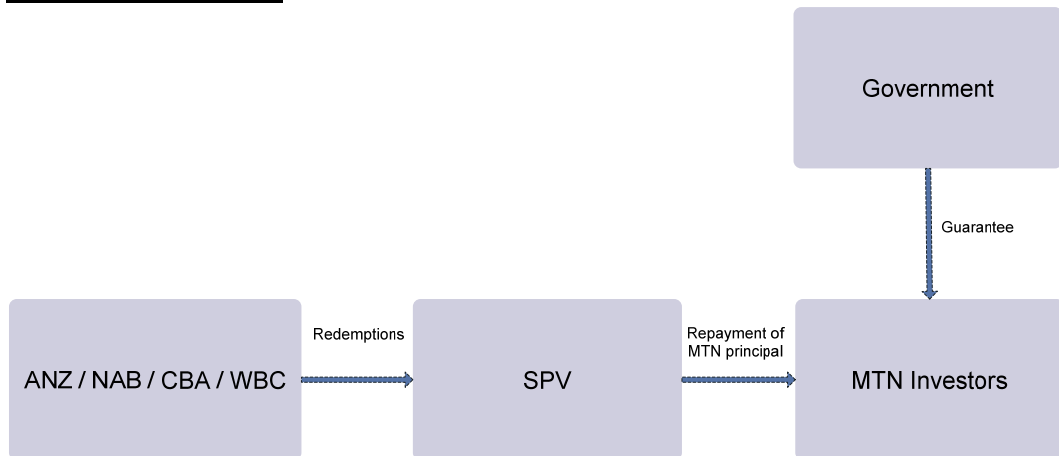 Government
Guarantee
Redemptions
Repayment of
MTN principal
ANZ / NAB / CBA / WBC
SPV
MTN Investors